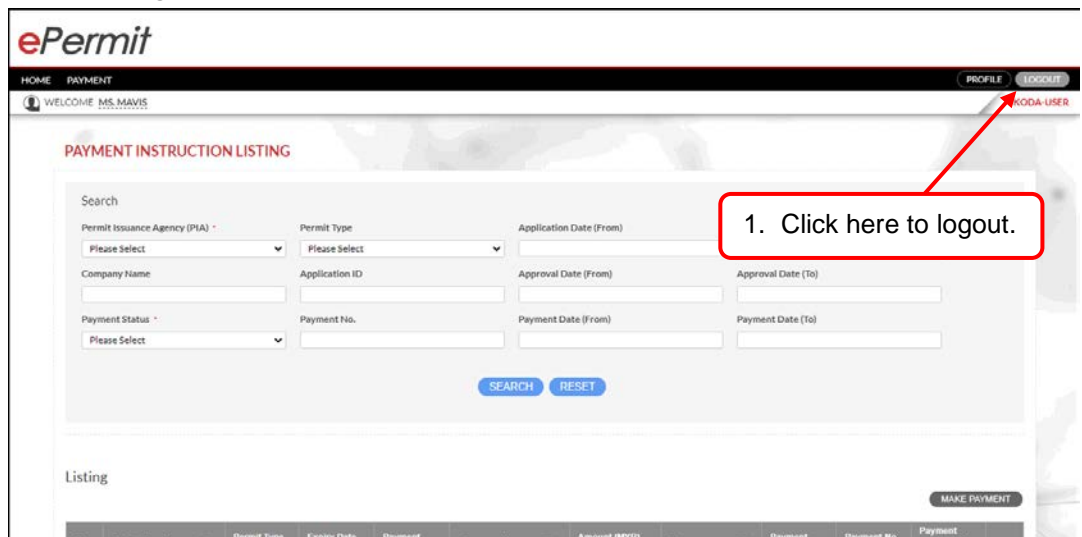 ePermit
HOME PAYMENT PROFILE LOGOUT
WELCOME MS. MAVIS KODA-USER
PAYMENT INSTRUCTION LISTING
Search
Permit Issuance Agency (PIA) * Permit Type Application Date (From)
Please Select Please Select
1. Click here to logout.
Company Name Application ID Approval Date (From) Approval Date (To)
Payment Status * Payment No. Payment Date (From) Payment Date (To)
Please Select
SEARCH RESET
Listing
MAKE PAYMENT
Permit Type Expiry Date Payment Amount (MYR) Payment Payment No. Payment